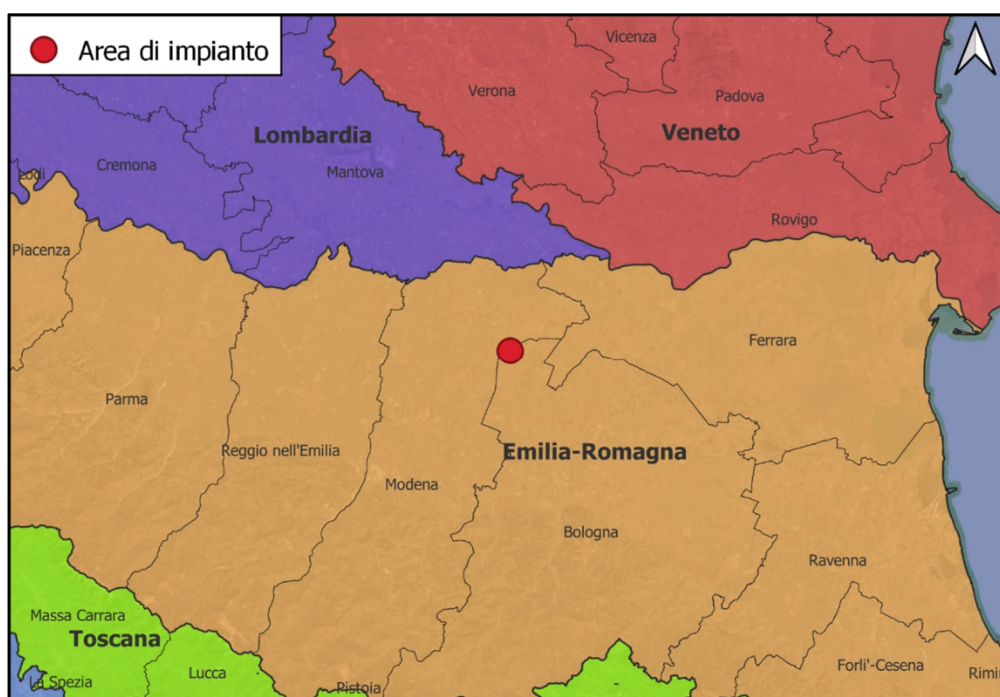 Area di impianto
Vicenza
Verona
Padova
Lombardia
Veneto
Cremona
Mantova
Rovigo
Piacenza
Ferrara
Parma
Reggio nell'Emilia
Emilia-Romagna
Modena
Bologna
Ravenna
Massa Carrara
Toscana
Lucca
Forli'-Cesena
La Spezia
Pistoia